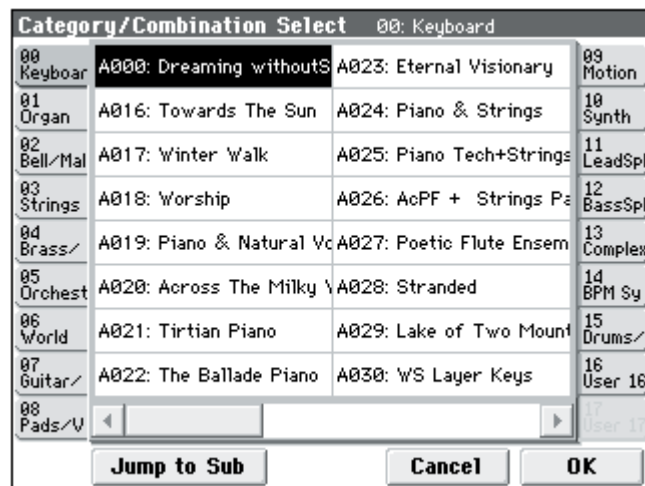 Category/Combination Select 00: Keyboard
00
Keyboar
01
Organ
02
Bell/Mal
03
Strings
04
Brass/
05
Orchest
06
World
07
Guitar/
08
Pads/V
A000: Dreaming withoutS
A016: Towards The Sun
A017: Winter Walk
A018: Worship
A019: Piano & Natural Vo
A020: Across The Milky W
A021: Tirtian Piano
A022: The Ballade Piano
A023: Eternal Visionary
A024: Piano & Strings
A025: Piano Tech+Strings
A026: AcPF + Strings Pa
A027: Poetic Flute Ensem
A028: Stranded
A029: Lake of Two Mount
A030: WS Layer Keys
09
Motion
10
Synth
11
LeadSpl
12
BassSpl
13
Complex
14
BPM Sy
15
Drums/
16
User 16
17
User 17
Jump to Sub
Cancel
OK